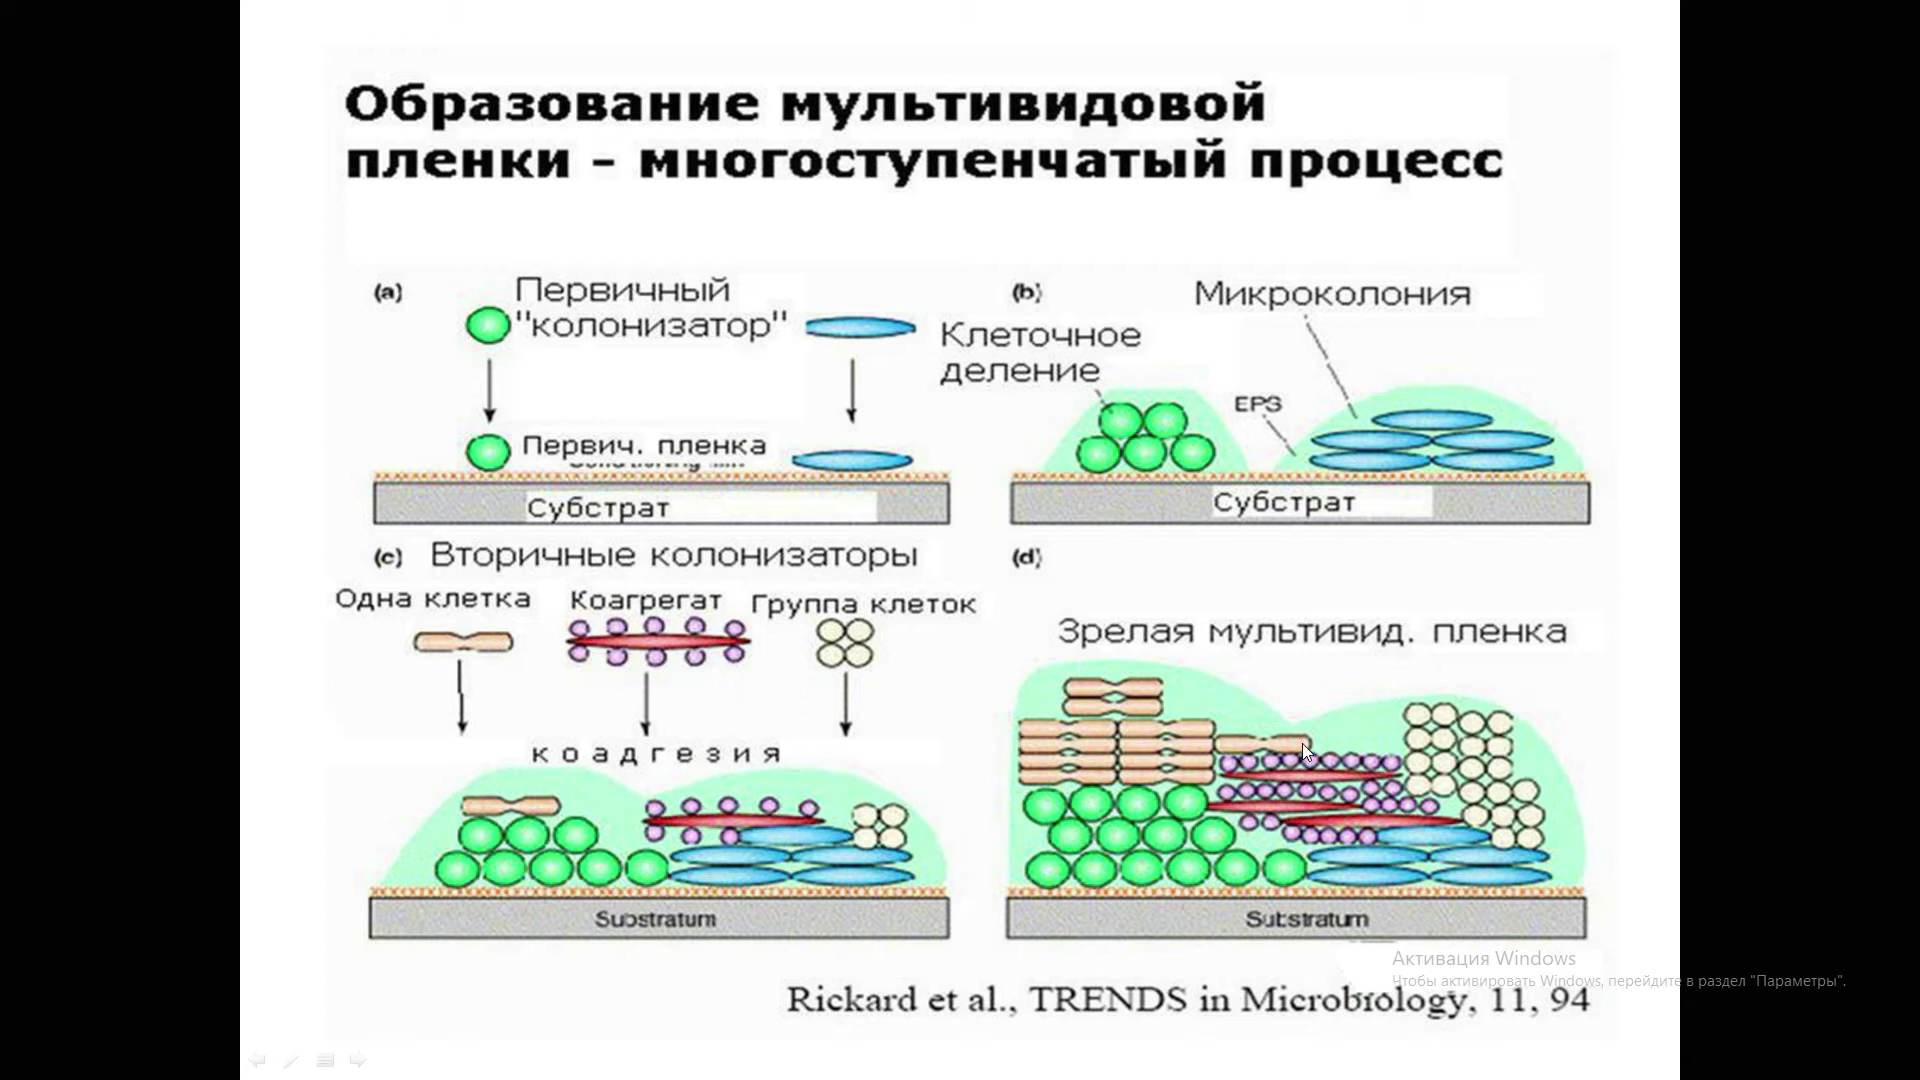 Образование мультивидовой
пленки – многоступенчатый процесс
(a)
Первичный
"колонизатор"
Первич. пленка
Субстрат
(b)
Микроколония
Клеточное
деление
EPS
Субстрат
(c) Вторичные колонизаторы
Одна клетка
Коагрегат
Группа клеток
коадгезия
Substratum
(d)
Зрелая мультивид. пленка
Substratum
Rickard et al., TRENDS in Microbiology, 11, 94
Активация Windows
Чтобы активировать Windows, перейдите в раздел "Параметры".